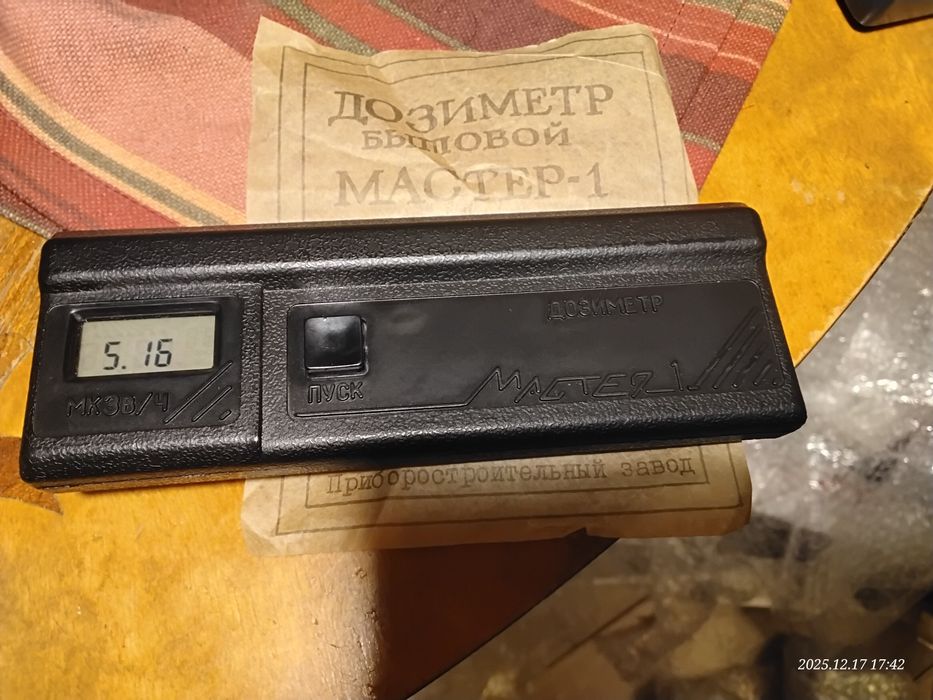 ДОЗИМЕТР
БЫТОВОЙ
МАСТЕР-1
5.16
МКЗВ/Ч
ПУСК
ДОЗИМЕТР
МАСТЕР 1
Приборостроительный завод
2025.12.17 17:42